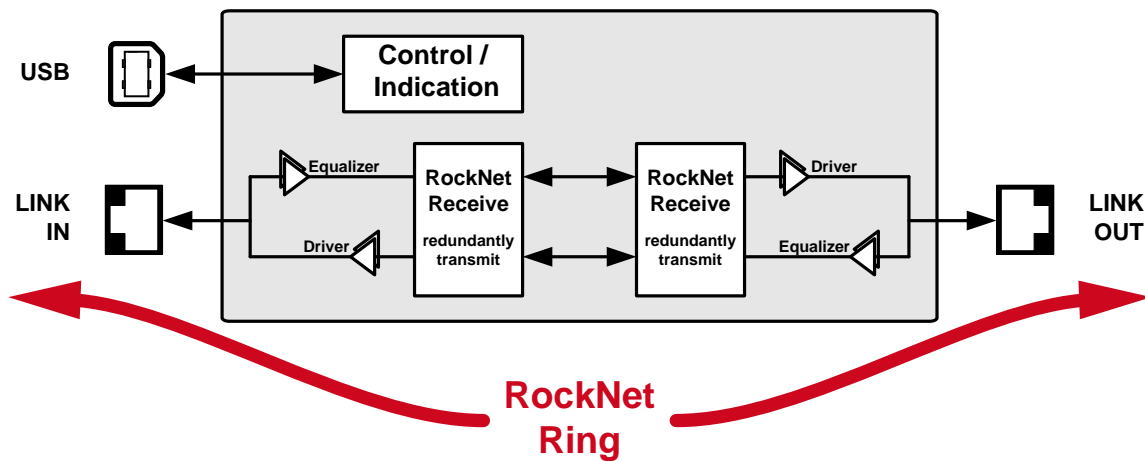 USB
Control /
Indication
Equalizer
Driver
RockNet
Receive
redundantly
transmit
RockNet
Receive
redundantly
transmit
Driver
Equalizer
LINK
IN
LINK
OUT
RockNet
Ring